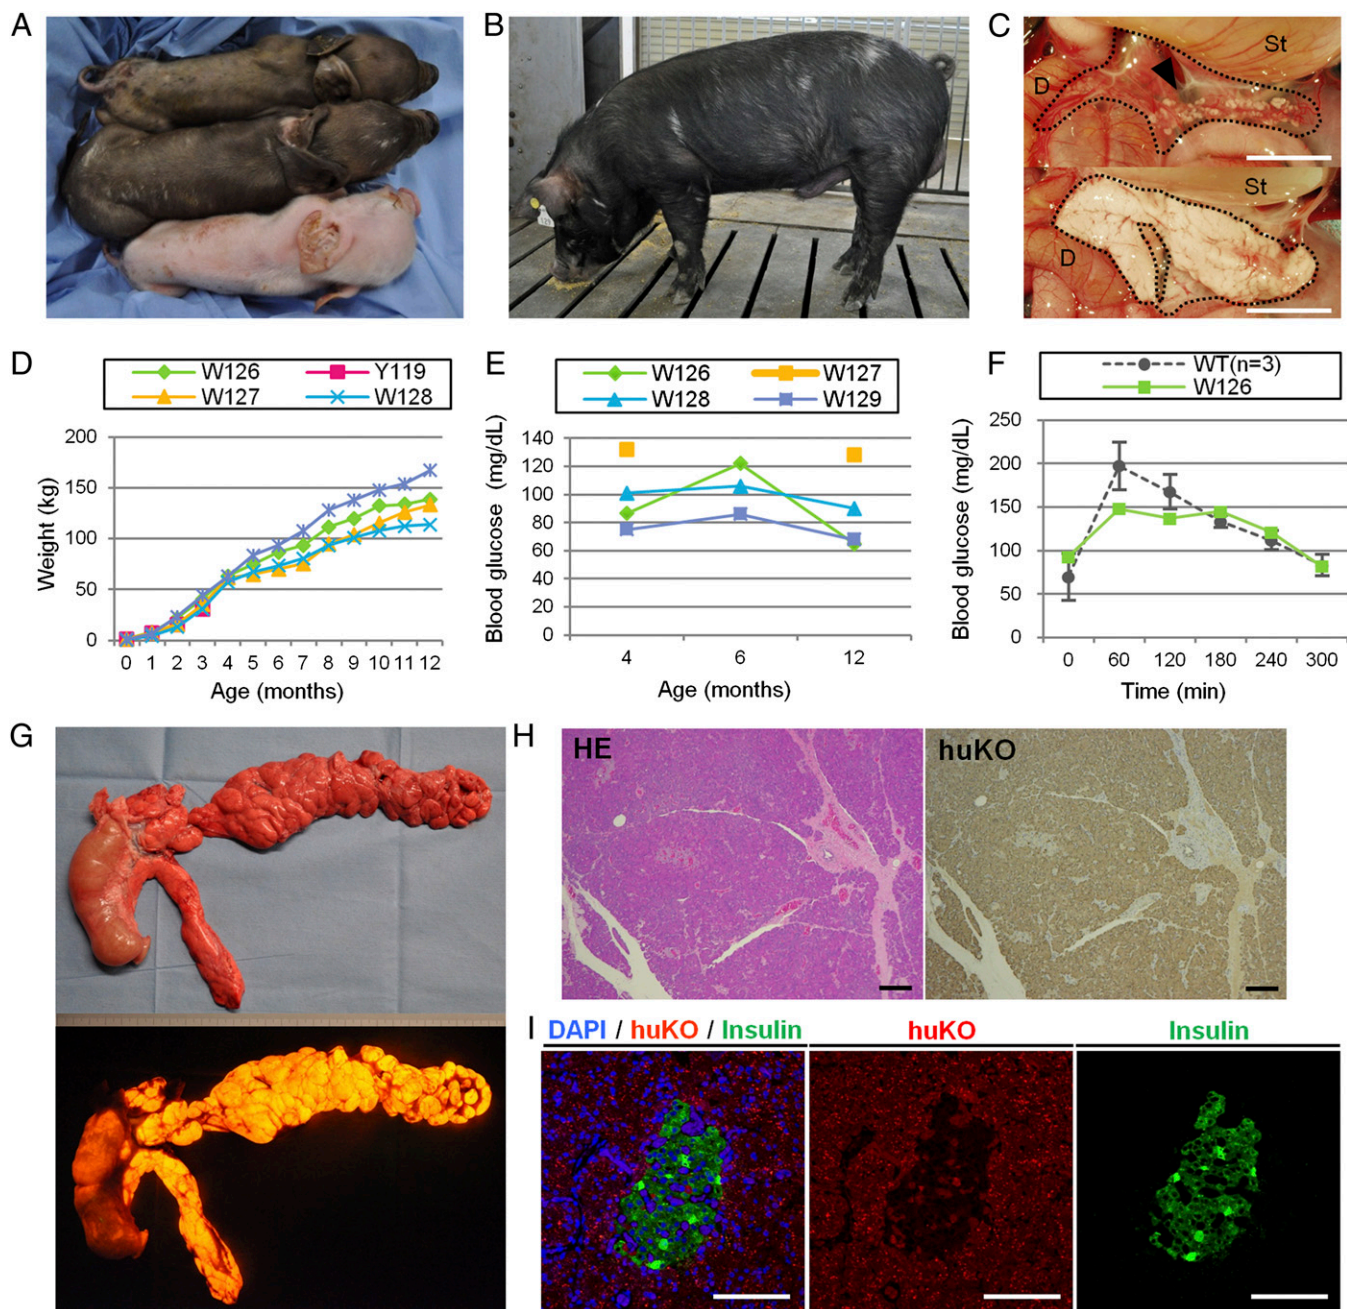 A
B
C
St
D
St
D
D
W126 Y119
W127 W128
Weight (kg)
200
150
100
50
0
0 1 2 3 4 5 6 7 8 9 10 11 12
Age (months)
E
W126 W127
W128 W129
Blood glucose (mg/dL)
140
120
100
80
60
40
20
0
4 6 12
Age (months)
F
WT(n=3)
W126
Blood glucose (mg/dL)
250
200
150
100
50
0
0 60 120 180 240 300
Time (min)
G
H
HE
huKO
I
DAPI / huKO / Insulin
huKO
Insulin